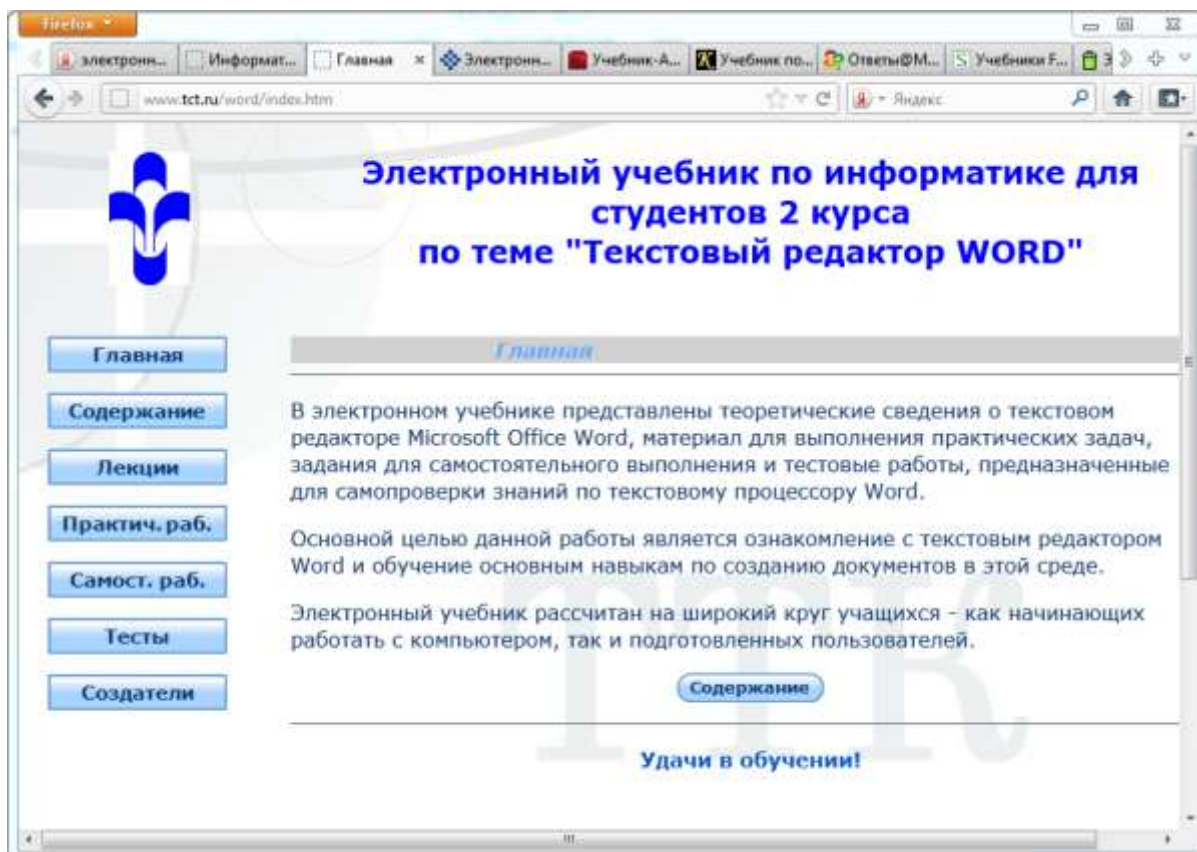 Firefox
электронн...
Информат...
Главная
Электронн...
Учебник-А...
Учебник по...
Ответы@М...
Учебники F...
Э
www.tct.ru/word/index.htm
Яндекс
Электронный учебник по информатике для
студентов 2 курса
по теме "Текстовый редактор WORD"
Главная
Содержание
Лекции
Практич. раб.
Самост. раб.
Тесты
Создатели
Главная
В электронном учебнике представлены теоретические сведения о текстовом
редакторе Microsoft Office Word, материал для выполнения практических задач,
задания для самостоятельного выполнения и тестовые работы, предназначенные
для самопроверки знаний по текстовому процессору Word.
Основной целью данной работы является ознакомление с текстовым редактором
Word и обучение основным навыкам по созданию документов в этой среде.
Электронный учебник рассчитан на широкий круг учащихся - как начинающих
работать с компьютером, так и подготовленных пользователей.
Содержание
ТТК
Удачи в обучении!